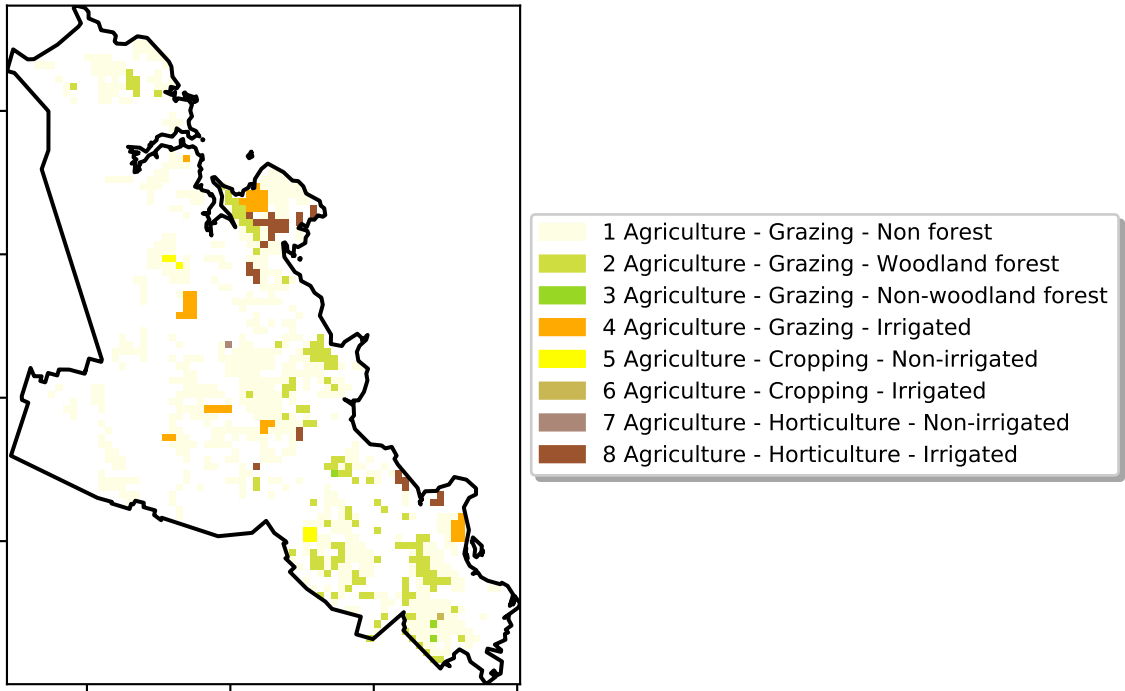 1 Agriculture - Grazing - Non forest
2 Agriculture - Grazing - Woodland forest
3 Agriculture - Grazing - Non-woodland forest
4 Agriculture - Grazing - Irrigated
5 Agriculture - Cropping - Non-irrigated
6 Agriculture - Cropping - Irrigated
7 Agriculture - Horticulture - Non-irrigated
8 Agriculture - Horticulture - Irrigated